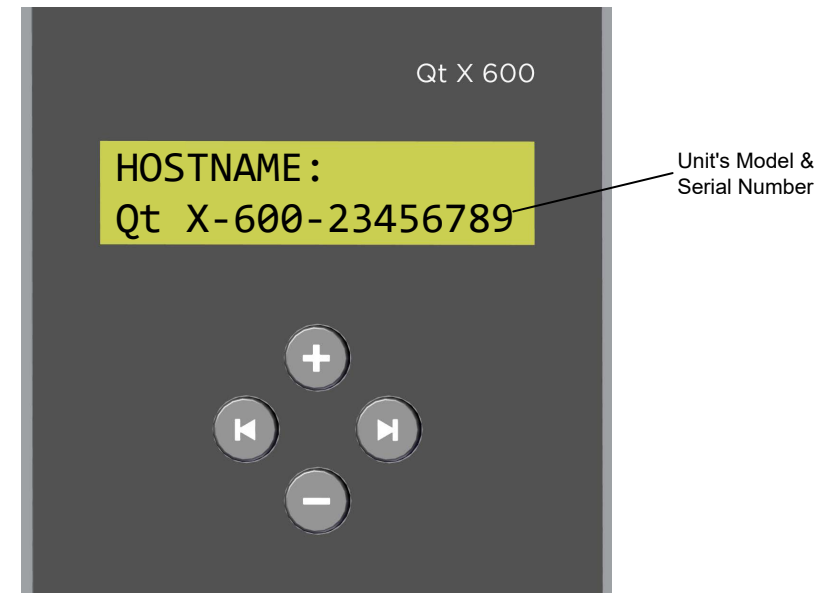 Qt X 600
HOSTNAME:
Qt X-600-23456789
Unit's Model &
Serial Number